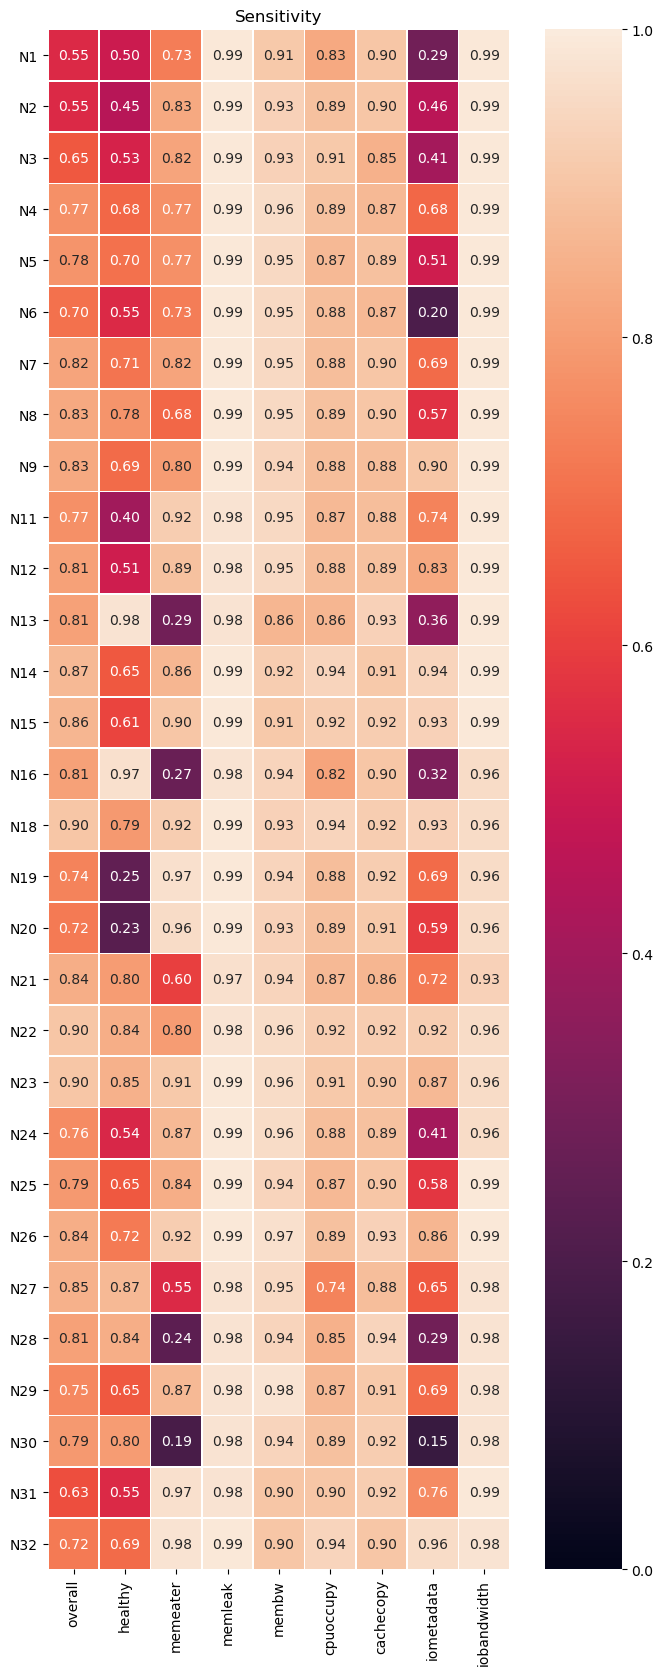 Sensitivity
N1 0.55 0.50 0.73 0.99 0.91 0.83 0.90 0.29 0.99
N2 0.55 0.45 0.83 0.99 0.93 0.89 0.90 0.46 0.99
N3 0.65 0.53 0.82 0.99 0.93 0.91 0.85 0.41 0.99
N4 0.77 0.68 0.77 0.99 0.96 0.89 0.87 0.68 0.99
N5 0.78 0.70 0.77 0.99 0.95 0.87 0.89 0.51 0.99
N6 0.70 0.55 0.73 0.99 0.95 0.88 0.87 0.20 0.99
N7 0.82 0.71 0.82 0.99 0.95 0.88 0.90 0.69 0.99
N8 0.83 0.78 0.68 0.99 0.95 0.89 0.90 0.57 0.99
N9 0.83 0.69 0.80 0.99 0.94 0.88 0.88 0.90 0.99
N11 0.77 0.40 0.92 0.98 0.95 0.87 0.88 0.74 0.99
N12 0.81 0.51 0.89 0.98 0.95 0.88 0.89 0.83 0.99
N13 0.81 0.98 0.29 0.98 0.86 0.86 0.93 0.36 0.99
N14 0.87 0.65 0.86 0.99 0.92 0.94 0.91 0.94 0.99
N15 0.86 0.61 0.90 0.99 0.91 0.92 0.92 0.93 0.99
N16 0.81 0.97 0.27 0.98 0.94 0.82 0.90 0.32 0.96
N18 0.90 0.79 0.92 0.99 0.93 0.94 0.92 0.93 0.96
N19 0.74 0.25 0.97 0.99 0.94 0.88 0.92 0.69 0.96
N20 0.72 0.23 0.96 0.99 0.93 0.89 0.91 0.59 0.96
N21 0.84 0.80 0.60 0.97 0.94 0.87 0.86 0.72 0.93
N22 0.90 0.84 0.80 0.98 0.96 0.92 0.92 0.92 0.96
N23 0.90 0.85 0.91 0.99 0.96 0.91 0.90 0.87 0.96
N24 0.76 0.54 0.87 0.99 0.96 0.88 0.89 0.41 0.96
N25 0.79 0.65 0.84 0.99 0.94 0.87 0.90 0.58 0.99
N26 0.84 0.72 0.92 0.99 0.97 0.89 0.93 0.86 0.99
N27 0.85 0.87 0.55 0.98 0.95 0.74 0.88 0.65 0.98
N28 0.81 0.84 0.24 0.98 0.94 0.85 0.94 0.29 0.98
N29 0.75 0.65 0.87 0.98 0.98 0.87 0.91 0.69 0.98
N30 0.79 0.80 0.19 0.98 0.94 0.89 0.92 0.15 0.98
N31 0.63 0.55 0.97 0.98 0.90 0.90 0.92 0.76 0.99
N32 0.72 0.69 0.98 0.99 0.90 0.94 0.90 0.96 0.98
overall healthy memeater memleak membw cpuoccupy cachecopy iometadata iobandwidth
1.0
0.8
0.6
0.4
0.2
0.0